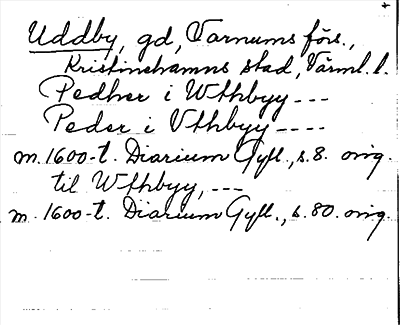 Uddby, gd, Varnums förs.,
Kristinehamns stad, Värml. l.
Pedher i Wthbyy ---
Peder i Vthbyy ----
m. 1600-t. Diarium Gyll., s. 8. orig.
til Wthbyy, ---
m. 1600-t. Diarium Gyll., s. 80. orig.